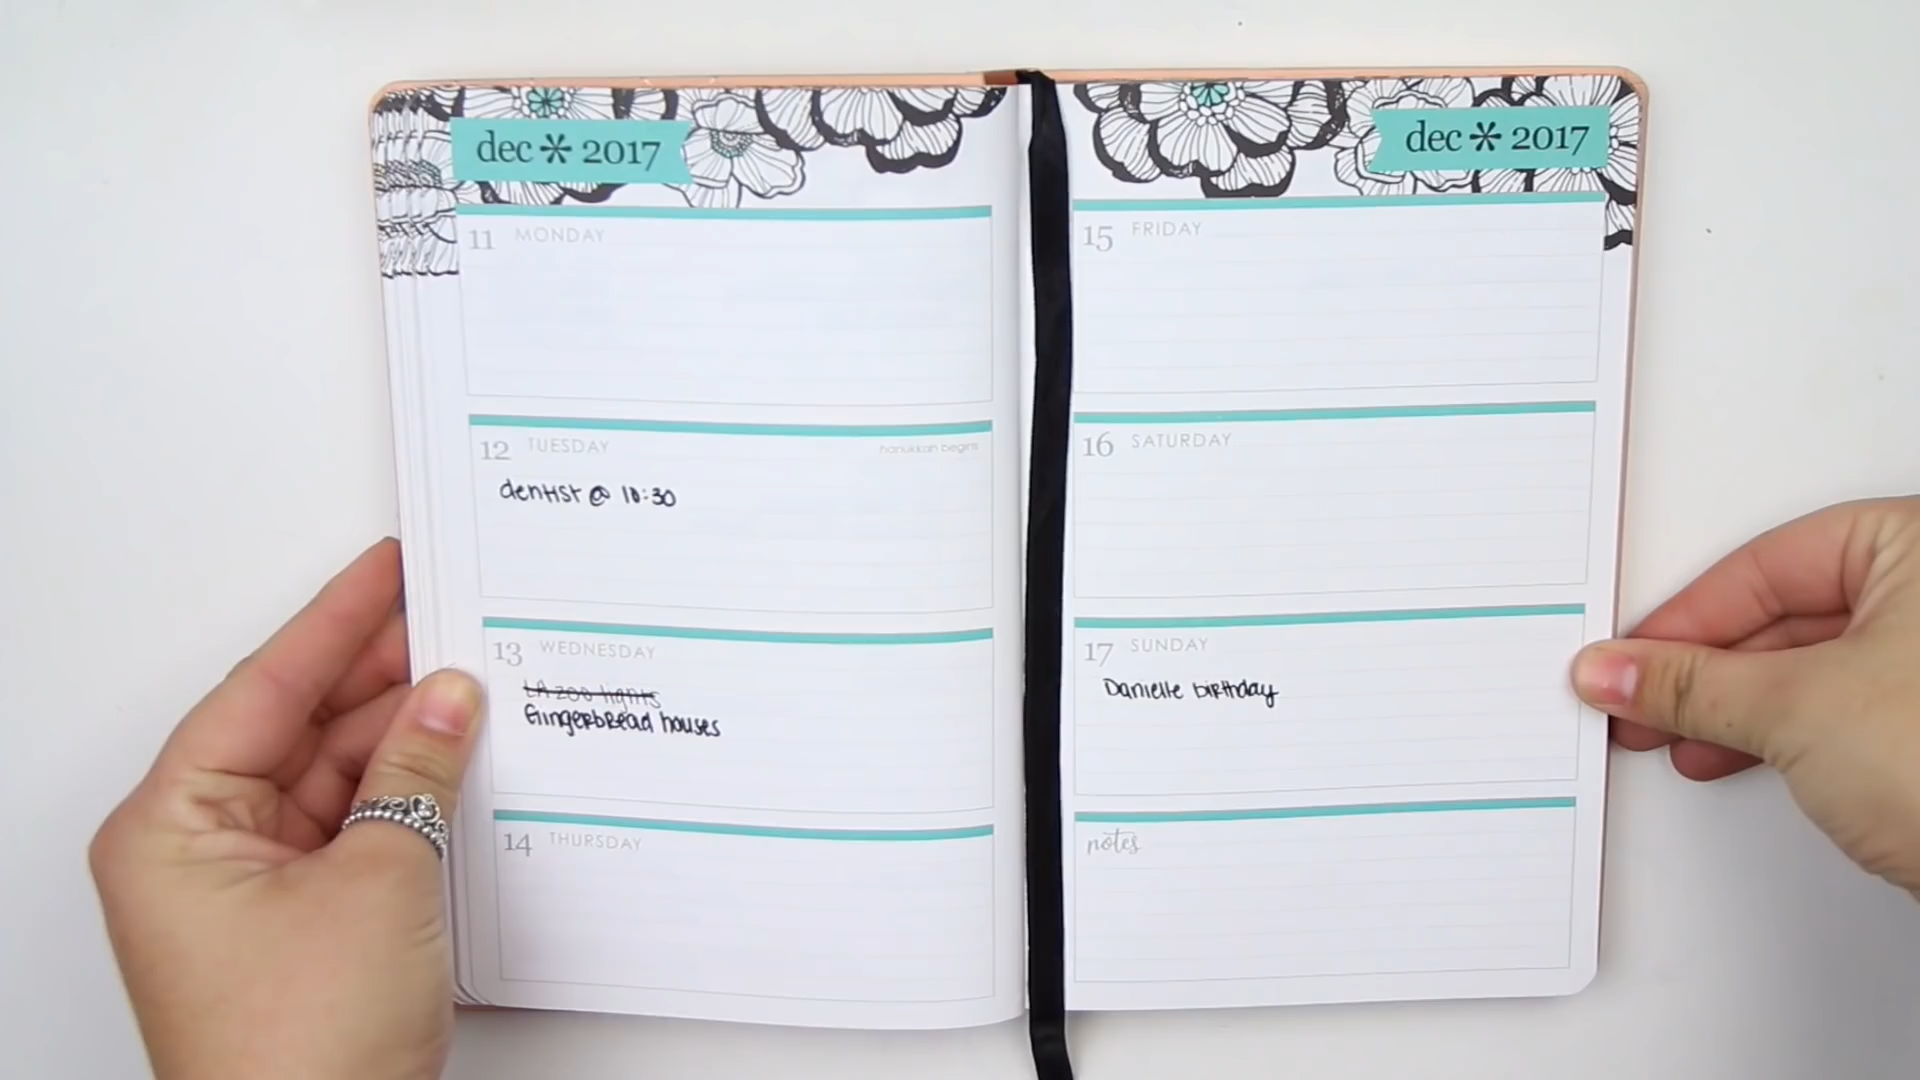 dec * 2017
11 MONDAY
12 TUESDAY
hanukkah begins
dentist @ 10:30
13 WEDNESDAY
LA zoo lights
Gingerbread houses
14 THURSDAY
dec * 2017
15 FRIDAY
16 SATURDAY
17 SUNDAY
Danielle birthday
notes